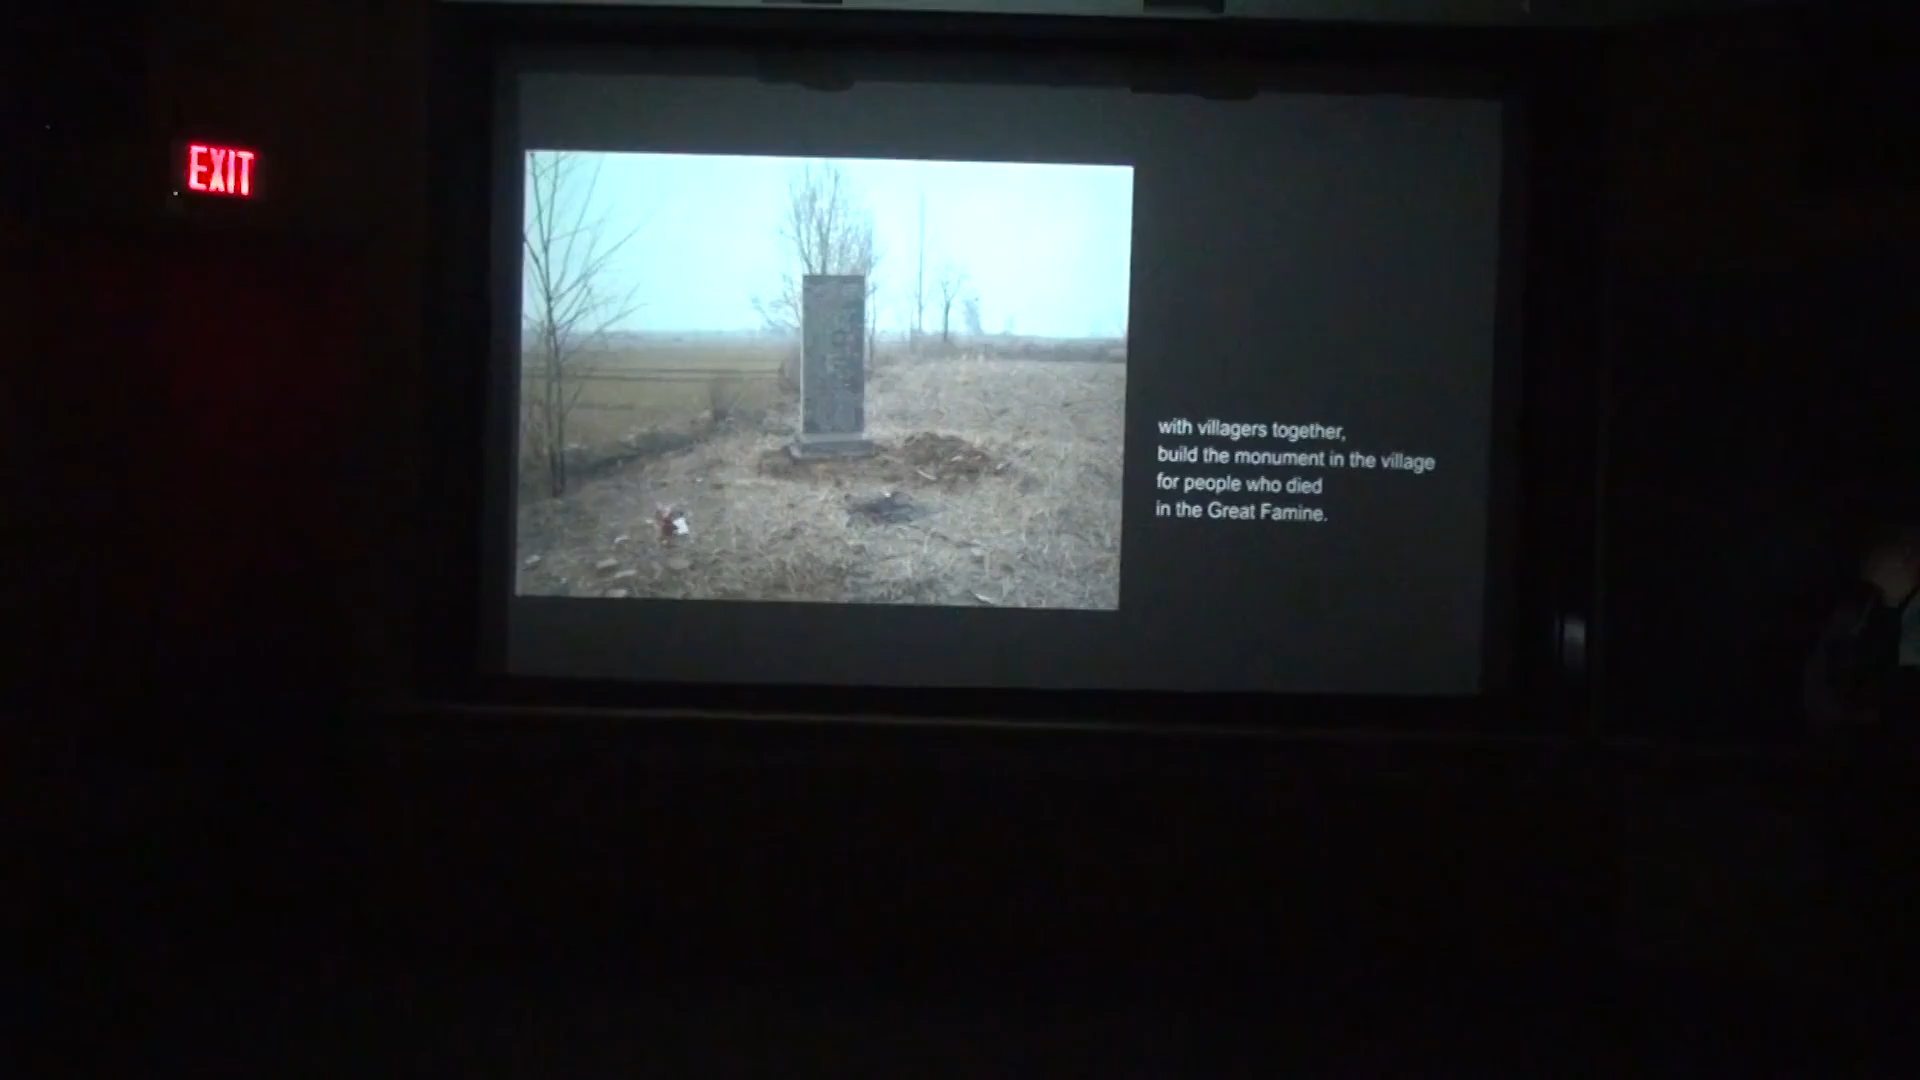 EXIT
with villagers together,
build the monument in the village
for people who died
in the Great Famine.